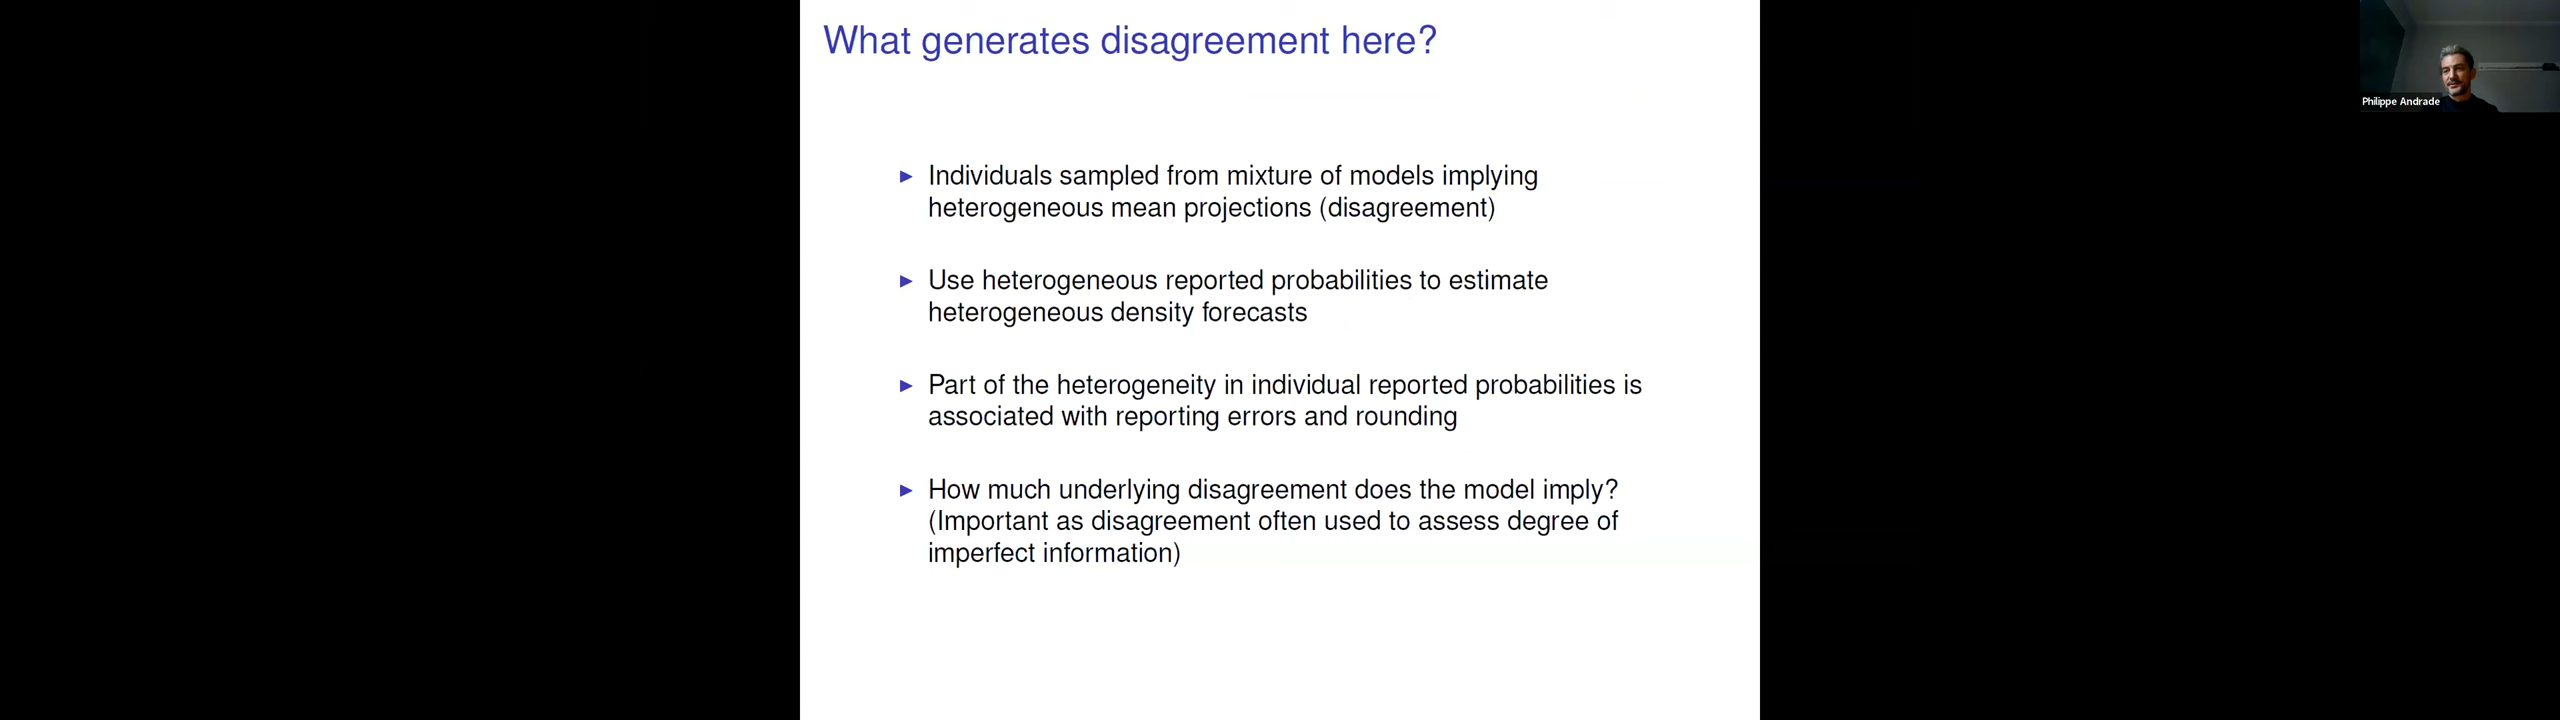 What generates disagreement here?
Philippe Andrade
▶ Individuals sampled from mixture of models implying
heterogeneous mean projections (disagreement)
▶ Use heterogeneous reported probabilities to estimate
heterogeneous density forecasts
▶ Part of the heterogeneity in individual reported probabilities is
associated with reporting errors and rounding
▶ How much underlying disagreement does the model imply?
(Important as disagreement often used to assess degree of
imperfect information)